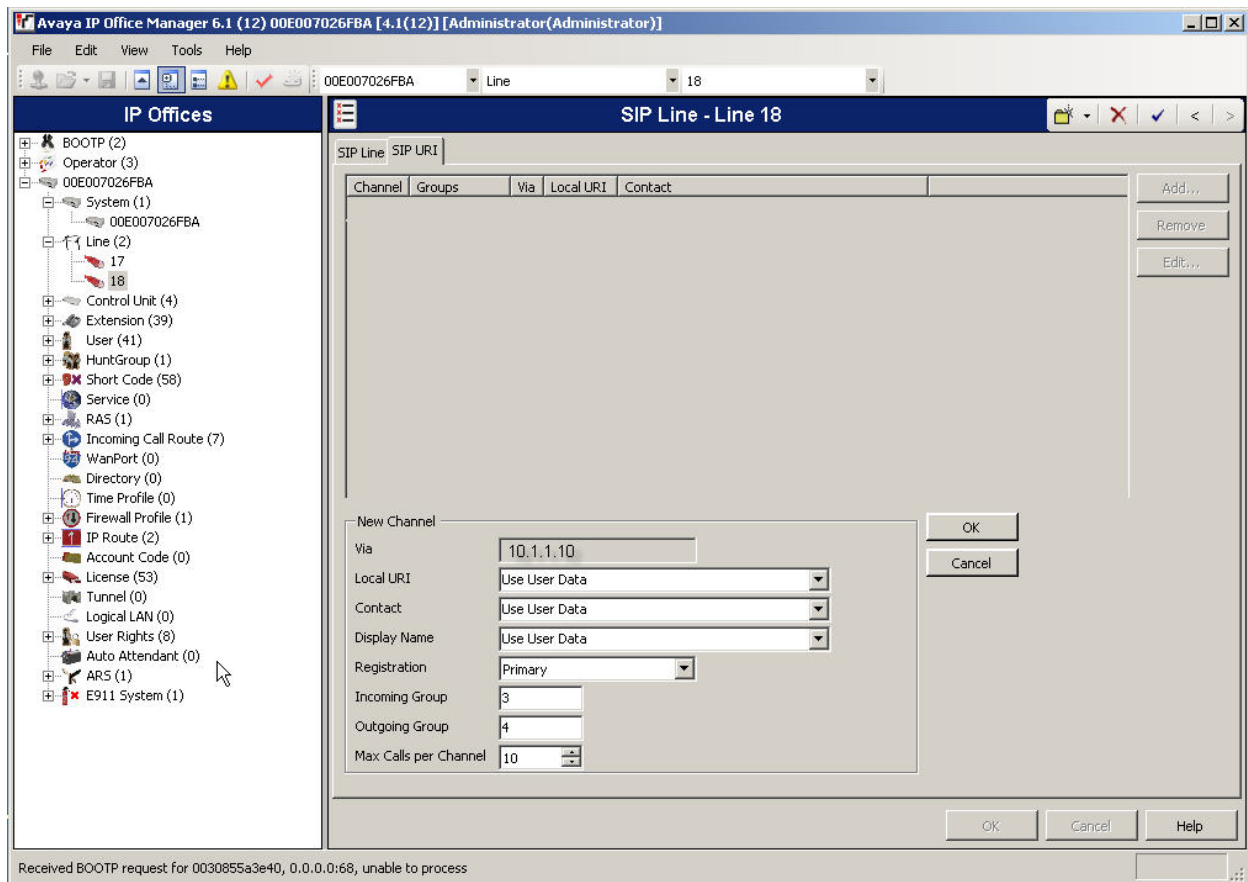 Avaya IP Office Manager 6.1 (12) 00E007026FBA [4.1(12)] [Administrator(Administrator)]
File Edit View Tools Help
00E007026FBA Line 18
IP Offices
BOOTP (2)
Operator (3)
00E007026FBA
System (1)
00E007026FBA
Line (2)
17
18
Control Unit (4)
Extension (39)
User (41)
HuntGroup (1)
Short Code (58)
Service (0)
RAS (1)
Incoming Call Route (7)
WanPort (0)
Directory (0)
Time Profile (0)
Firewall Profile (1)
IP Route (2)
Account Code (0)
License (53)
Tunnel (0)
Logical LAN (0)
User Rights (8)
Auto Attendant (0)
ARS (1)
E911 System (1)
SIP Line - Line 18
SIP Line SIP URI
Channel Groups Via Local URI Contact
Add...
Remove
Edit...
New Channel
Via 10.1.1.10
Local URI Use User Data
Contact Use User Data
Display Name Use User Data
Registration Primary
Incoming Group 3
Outgoing Group 4
Max Calls per Channel 10
OK
Cancel
OK Cancel Help
Received BOOTP request for 0030855a3e40, 0.0.0.0:68, unable to process